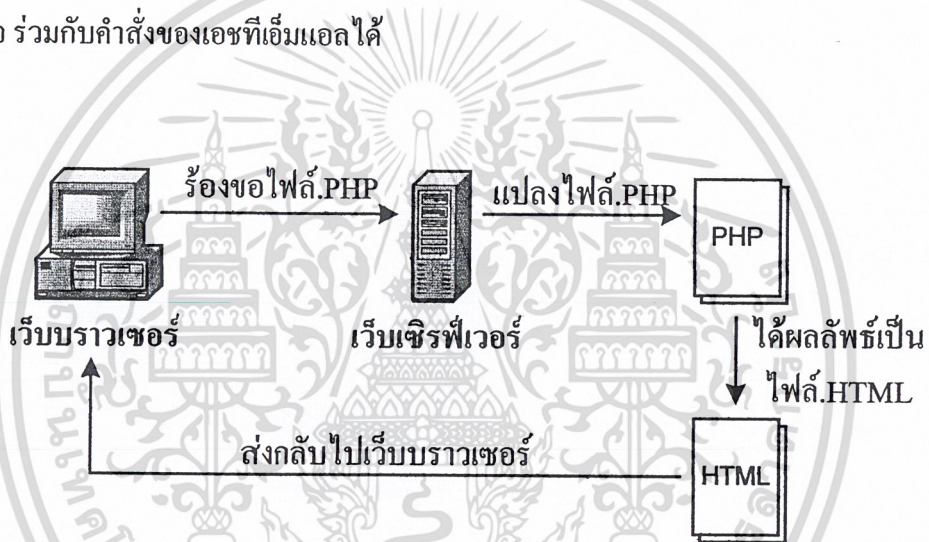 ร่วมกับคำสั่งของเอชทีเอ็มแอลได้
ร้องขอไฟล์.PHP
แปลงไฟล์.PHP
PHP
เว็บบราวเซอร์
เว็บเซิรฟ์เวอร์
ได้ผลลัพธ์เป็น
ไฟล์.HTML
ส่งกลับไปเว็บบราวเซอร์
HTML